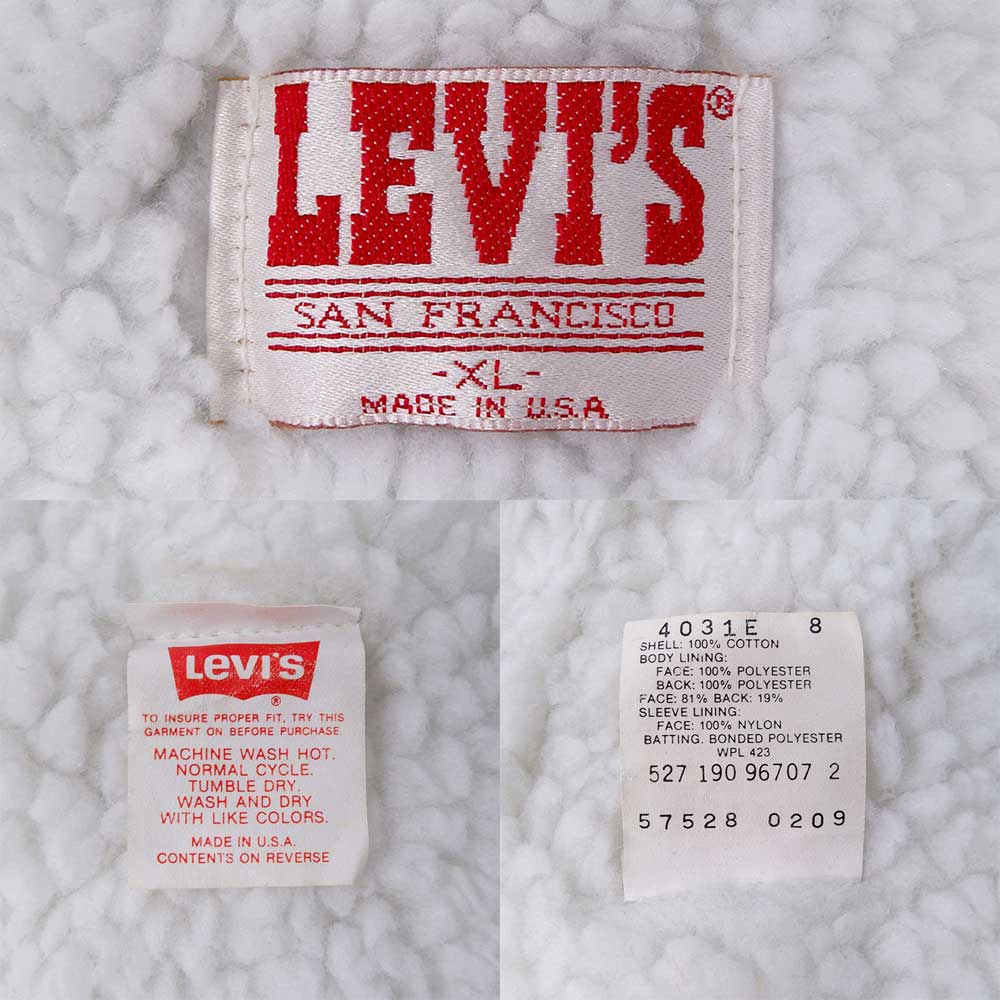 LEVI'S®
SAN FRANCISCO
-XL-
MADE IN U.S.A.
LEVI'S
®
TO INSURE PROPER FIT, TRY THIS
GARMENT ON BEFORE PURCHASE.
MACHINE WASH HOT.
NORMAL CYCLE.
TUMBLE DRY.
WASH AND DRY
WITH LIKE COLORS.
MADE IN U.S.A.
CONTENTS ON REVERSE
4031E 8
SHELL: 100% COTTON
BODY LINING:
FACE: 100% POLYESTER
BACK: 100% POLYESTER
FACE: 81% BACK: 19%
SLEEVE LINING:
FACE: 100% NYLON
BATTING. BONDED POLYESTER
WPL 423
527 190 96707 2
57528 0209